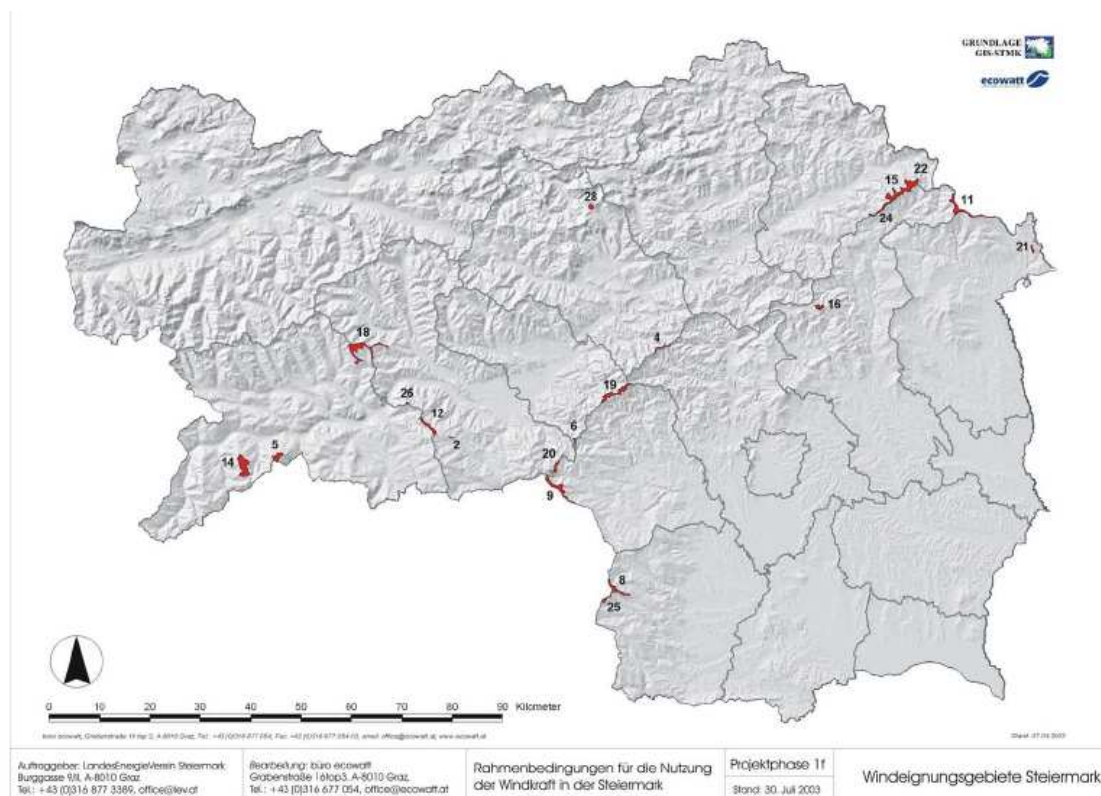 GRUNDLAGE
GIS-STMK
ecowatt
28
22
15
11
24
21
16
18
4
19
26
12
6
2
20
5
14
9
8
25
0 10 20 30 40 50 60 70 80 90 Kilometer
Auftraggeber: LandesEnergieVerein Steiermark
Burggasse 9/II, A-8010 Graz
Tel.: +43 (0)316 877 3389, office@lev.at
Bearbeitung: büro ecowatt
Grabenstraße 16top3, A-8010 Graz,
Tel.: +43 (0)316 677 054, office@ecowatt.at
Rahmenbedingungen für die Nutzung
der Windkraft in der Steiermark
Projektphase 1f
Stand: 30. Juli 2003
Windeignungsgebiete Steiermark